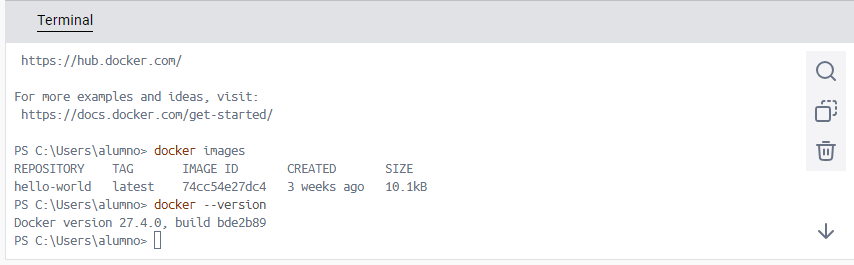 Terminal
https://hub.docker.com/
For more examples and ideas, visit:
https://docs.docker.com/get-started/
PS C:\Users\alumno> docker images
REPOSITORY    TAG       IMAGE ID       CREATED       SIZE
hello-world   latest    74cc54e27dc4   3 weeks ago   10.1kB
PS C:\Users\alumno> docker --version
Docker version 27.4.0, build bde2b89
PS C:\Users\alumno>